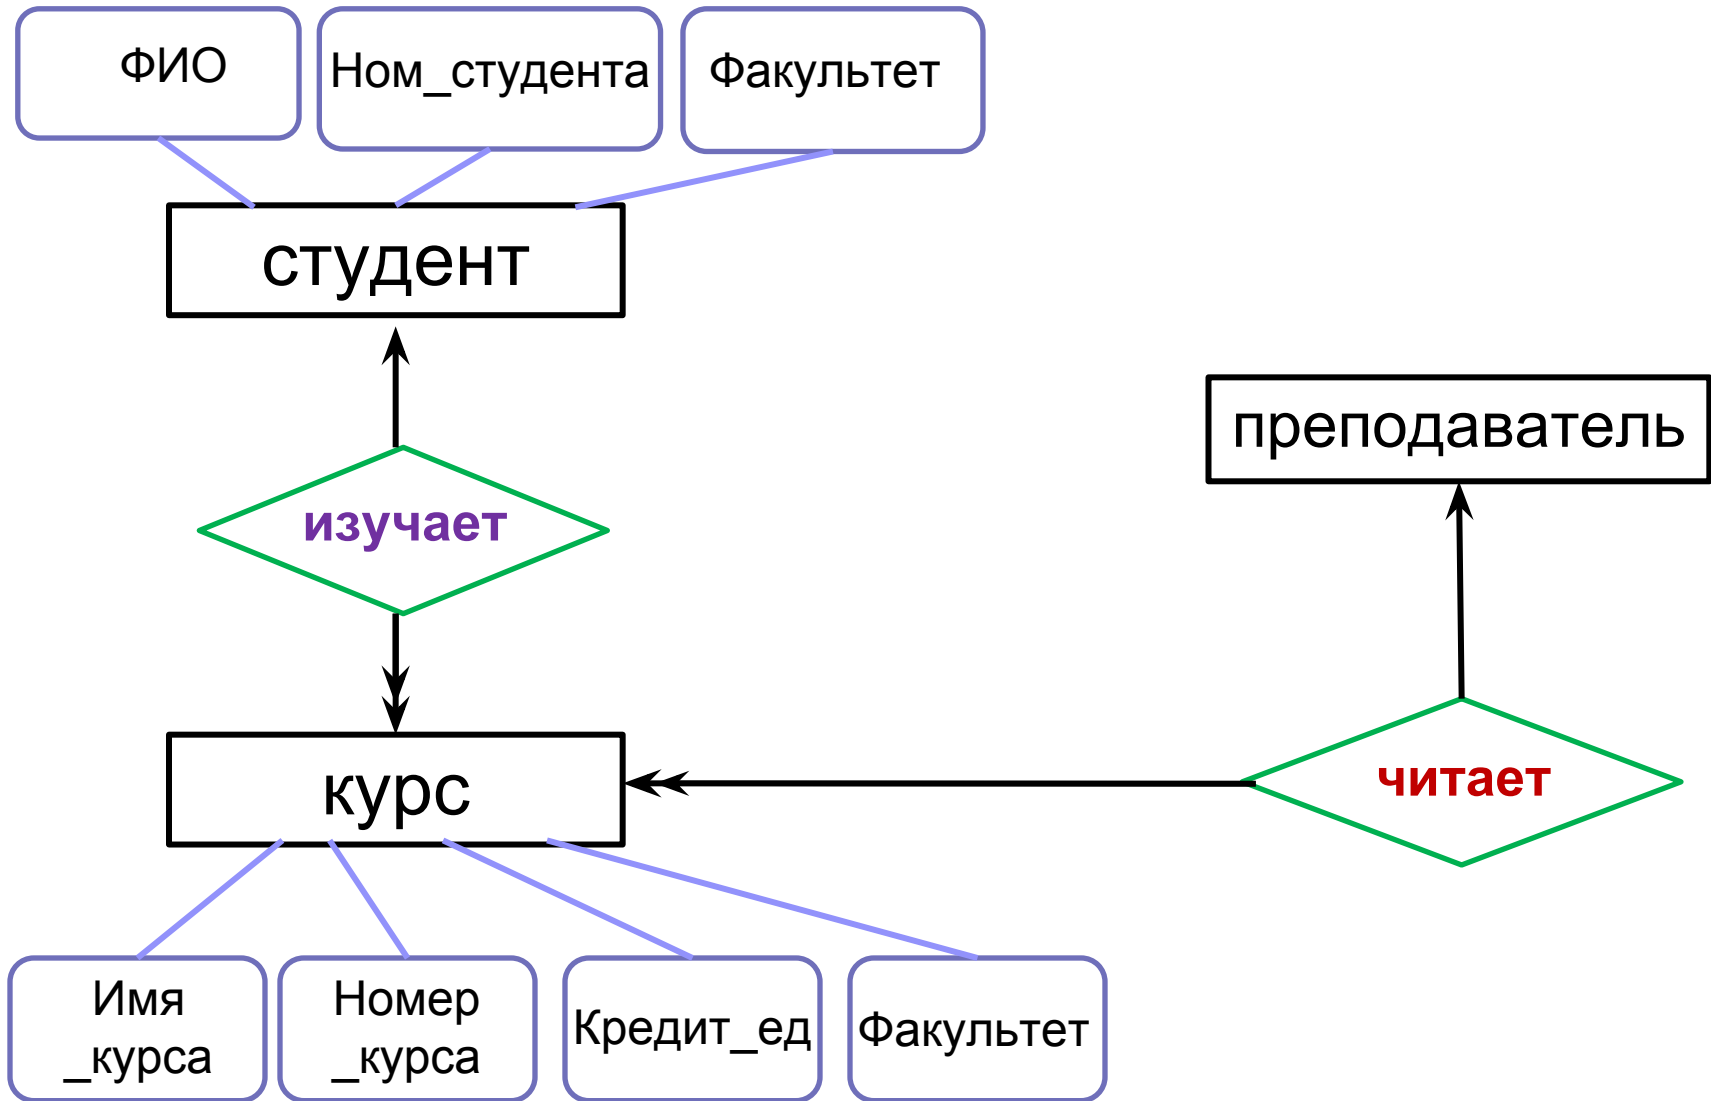 ФИО
Ном_студента
Факультет
студент
изучает
преподаватель
читает
курс
Имя
_курса
Номер
_курса
Кредит_ед
Факультет